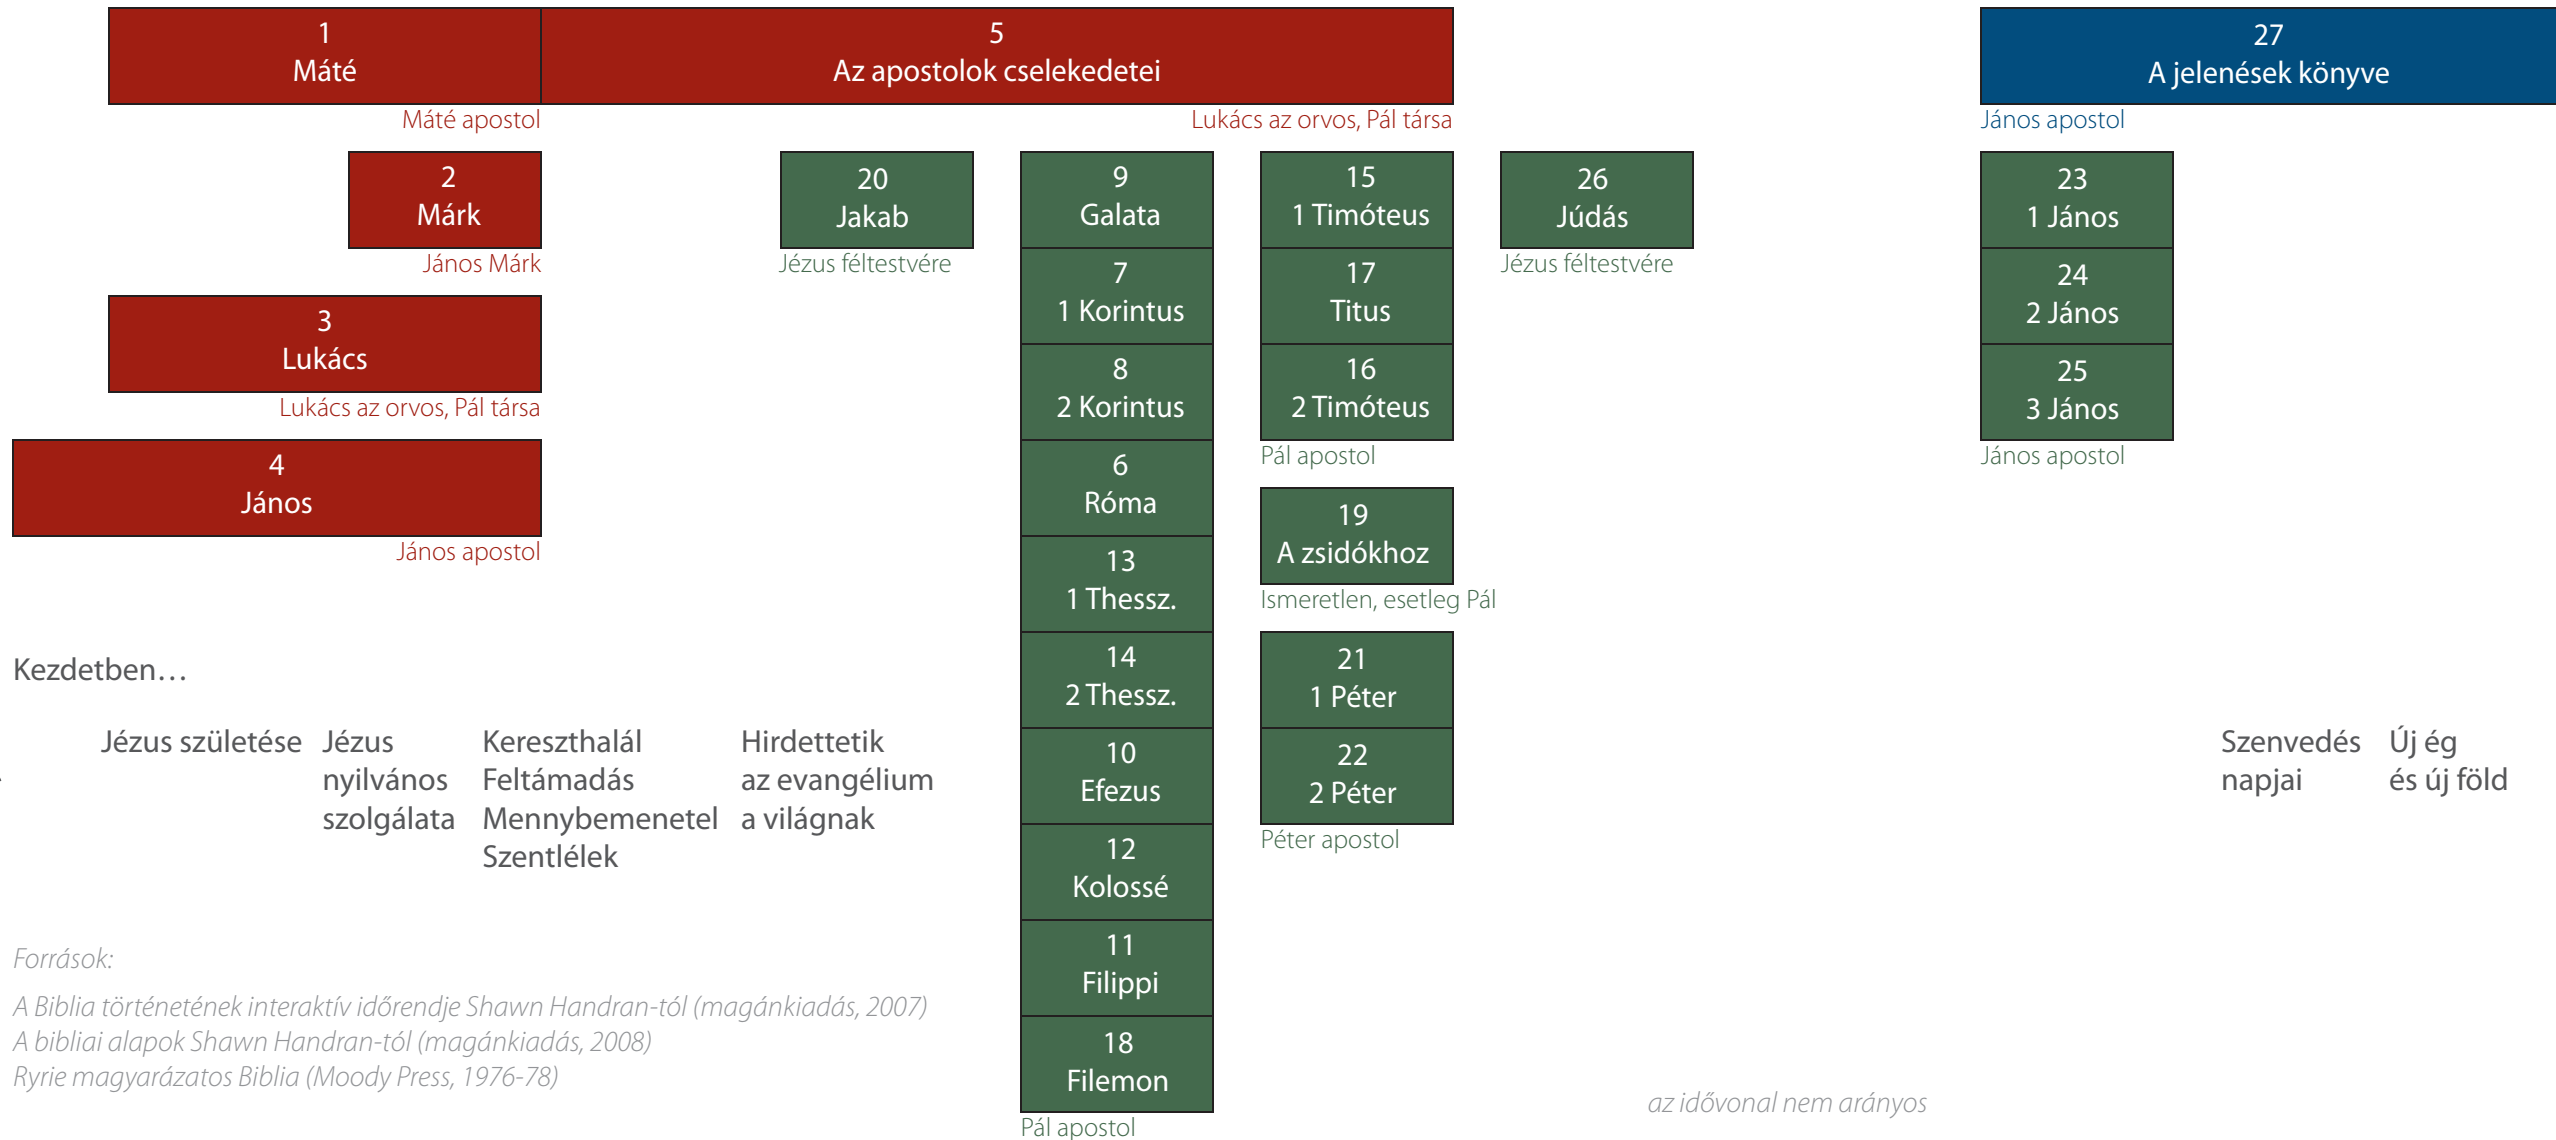 1
Máté
Máté apostol
5
Az apostolok cselekedetei
Lukács az orvos, Pál társa
27
A jelenések könyve
János apostol
2
Márk
János Márk
3
Lukács
Lukács az orvos, Pál társa
4
János
János apostol
20
Jakab
Jézus féltestvére
9
Galata
7
1 Korintus
8
2 Korintus
6
Róma
13
1 Thessz.
14
2 Thessz.
10
Efezus
12
Kolossé
11
Filippi
18
Filemon
Pál apostol
15
1 Timóteus
17
Titus
16
2 Timóteus
Pál apostol
19
A zsidókhoz
Ismeretlen, esetleg Pál
21
1 Péter
22
2 Péter
Péter apostol
26
Júdás
Jézus féltestvére
23
1 János
24
2 János
25
3 János
János apostol
Kezdetben…
Jézus születése
Jézus
nyilvános
szolgálata
Kereszthalál
Feltámadás
Mennybemenetel
Szentlélek
Hirdettetik
az evangélium
a világnak
Szenvedés
napjai
Új ég
és új föld
Források:
A Biblia történetének interaktív időrendje Shawn Handran-tól (magánkiadás, 2007)
A bibliai alapok Shawn Handran-tól (magánkiadás, 2008)
Ryrie magyarázatos Biblia (Moody Press, 1976-78)
az idővonal nem arányos